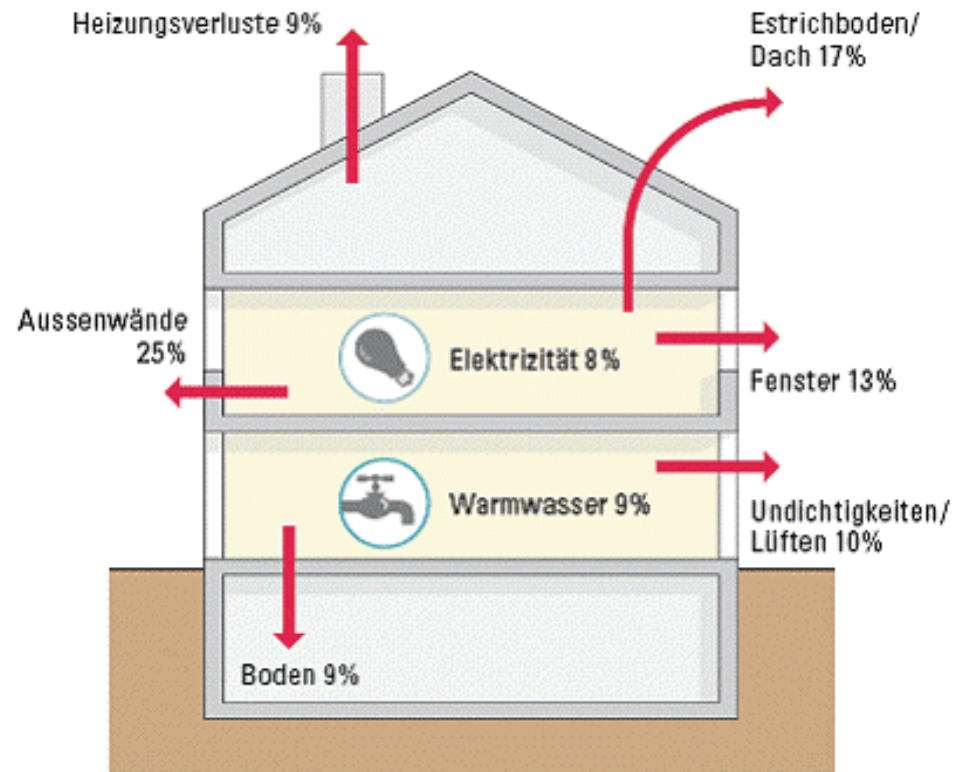 Heizungsverluste 9%
Estrichboden/
Dach 17%
Aussenwände
25%
Elektrizität 8%
Fenster 13%
Warmwasser 9%
Undichtigkeiten/
Lüften 10%
Boden 9%